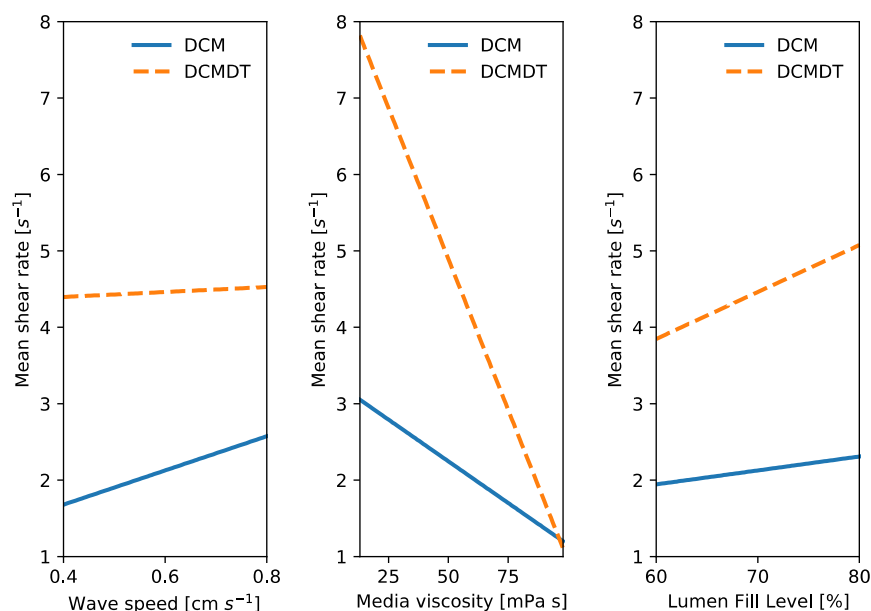 8
7
6
5
4
3
2
1
Mean shear rate [s⁻¹]
DCM
DCMDT
0.4 0.6 0.8
Wave speed [cm s⁻¹]
8
7
6
5
4
3
2
1
Mean shear rate [s⁻¹]
DCM
DCMDT
25 50 75
Media viscosity [mPa s]
8
7
6
5
4
3
2
1
Mean shear rate [s⁻¹]
DCM
DCMDT
60 70 80
Lumen Fill Level [%]